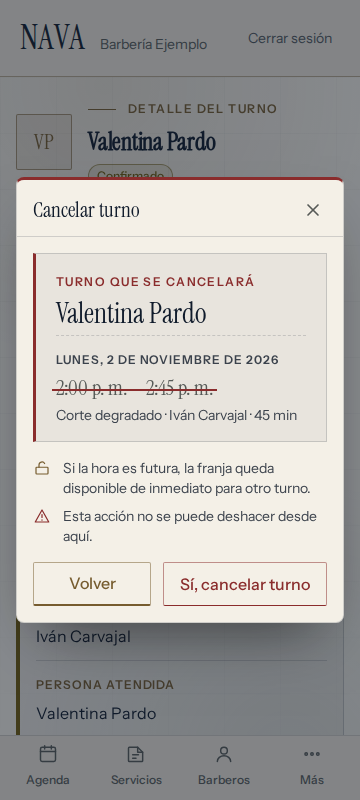 NAVA Barbería Ejemplo Cerrar sesión
DETALLE DEL TURNO
VP Valentina Pardo
Confirmado
Cancelar turno
TURNO QUE SE CANCELARÁ
Valentina Pardo
LUNES, 2 DE NOVIEMBRE DE 2026
2:00 p. m. – 2:45 p. m.
Corte degradado · Iván Carvajal · 45 min
Si la hora es futura, la franja queda
disponible de inmediato para otro turno.
Esta acción no se puede deshacer desde
aquí.
Volver Sí, cancelar turno
Iván Carvajal
PERSONA ATENDIDA
Valentina Pardo
Agenda Servicios Barberos Más